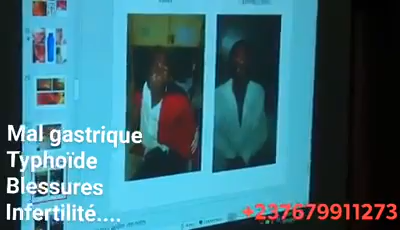 Mal gastrique
Typhoïde
Blessures
Infertilité....
+237679911273